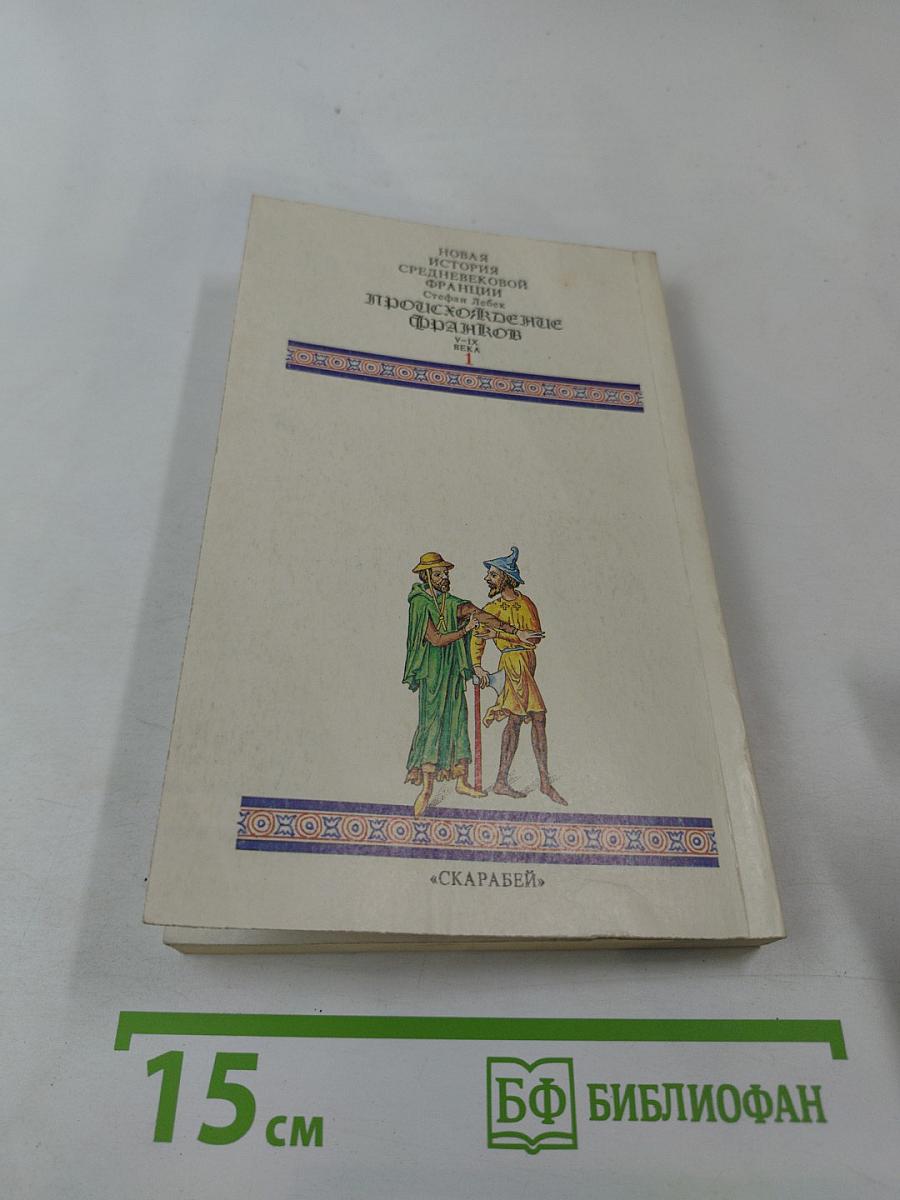 НОВАЯ
ИСТОРИЯ
СРЕДНЕВЕКОВОЙ
ФРАНЦИИ
Стефан Лебек
ПРОИСХОЖДЕНИЕ
ФРАНКОВ
V–IX
ВЕКА
1
«СКАРАБЕЙ»
15 см
БФ БИБЛИОФАН